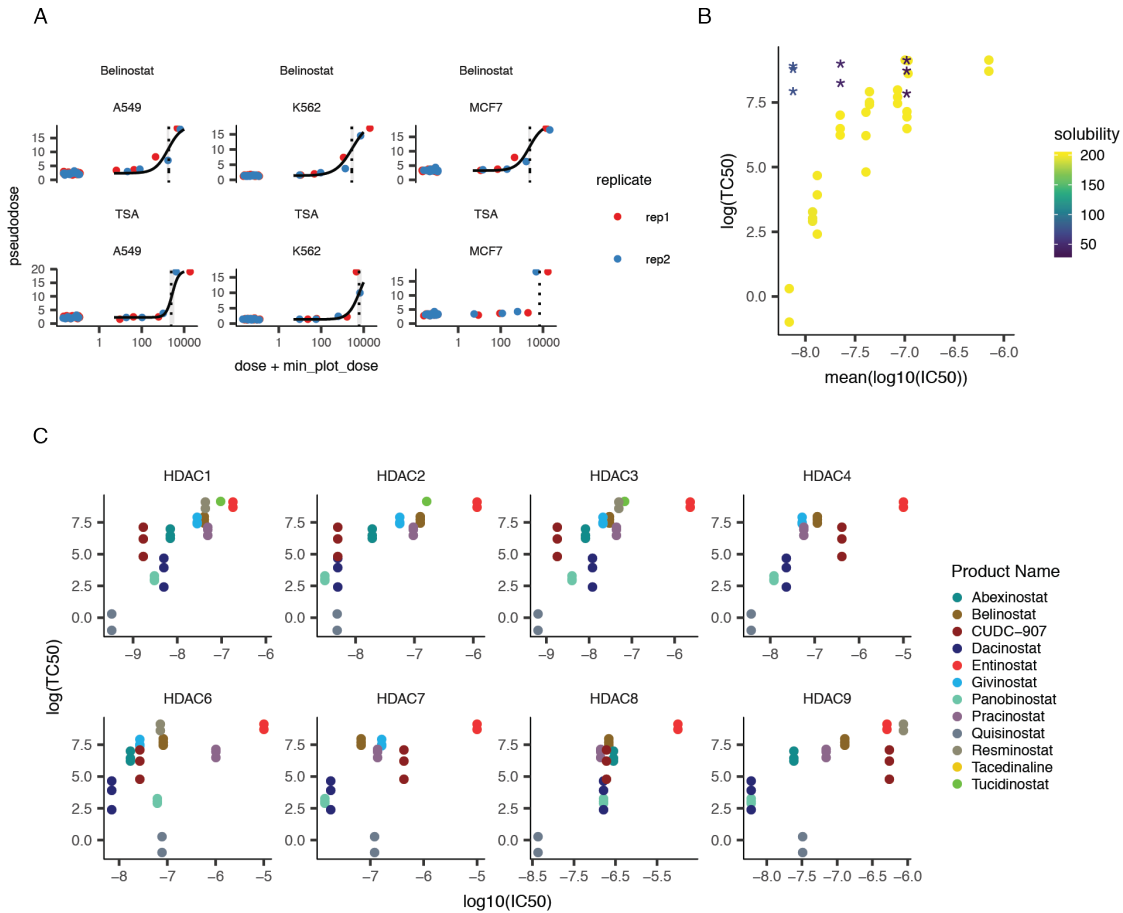 A
B
Belinostat Belinostat Belinostat
A549 K562 MCF7
15
10
5
0
15
10
5
0
15
10
5
0
TSA TSA TSA
A549 K562 MCF7
20
15
10
5
0
15
10
5
0
15
10
5
0
1 100 10000 1 100 10000 1 100 10000
pseudodose
dose + min_plot_dose
replicate
rep1
rep2
7.5
5.0
2.5
0.0
log(TC50)
−8.0 −7.5 −7.0 −6.5 −6.0
mean(log10(IC50))
solubility
200
150
100
50
C
HDAC1 HDAC2 HDAC3 HDAC4
7.5
5.0
2.5
0.0
−9 −8 −7 −6 −8 −7 −6 −9 −8 −7 −6 −8 −7 −6 −5
HDAC6 HDAC7 HDAC8 HDAC9
7.5
5.0
2.5
0.0
−8 −7 −6 −5 −7 −6 −5 −8.5 −7.5 −6.5 −5.5 −8.0 −7.5 −7.0 −6.5 −6.0
log(TC50)
log10(IC50)
Product Name
Abexinostat
Belinostat
CUDC−907
Dacinostat
Entinostat
Givinostat
Panobinostat
Pracinostat
Quisinostat
Resminostat
Tacedinaline
Tucidinostat